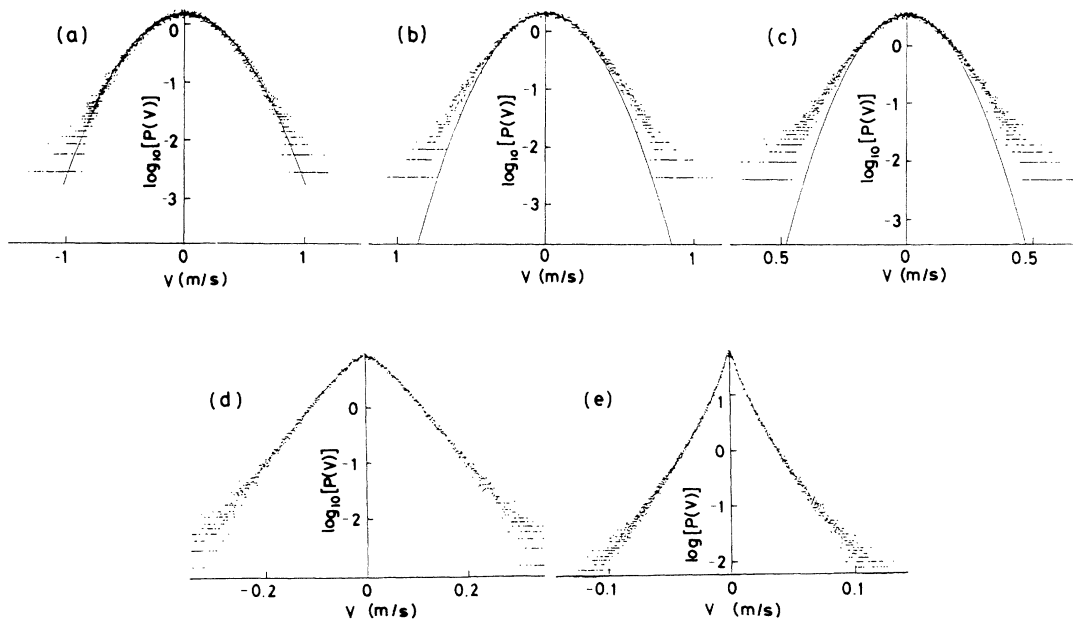 (a)
0
-1
-2
-3
log10[P(V)]
-1
0
1
V (m/s)
(b)
0
-1
-2
-3
log10[P(V)]
1
0
1
V (m/s)
(c)
0
-1
-2
-3
log10[P(V)]
0.5
0
0.5
V (m/s)
(d)
0
-1
-2
log10[P(V)]
-0.2
0
0.2
V (m/s)
(e)
1
0
-1
-2
log[P(V)]
-0.1
0
0.1
V (m/s)